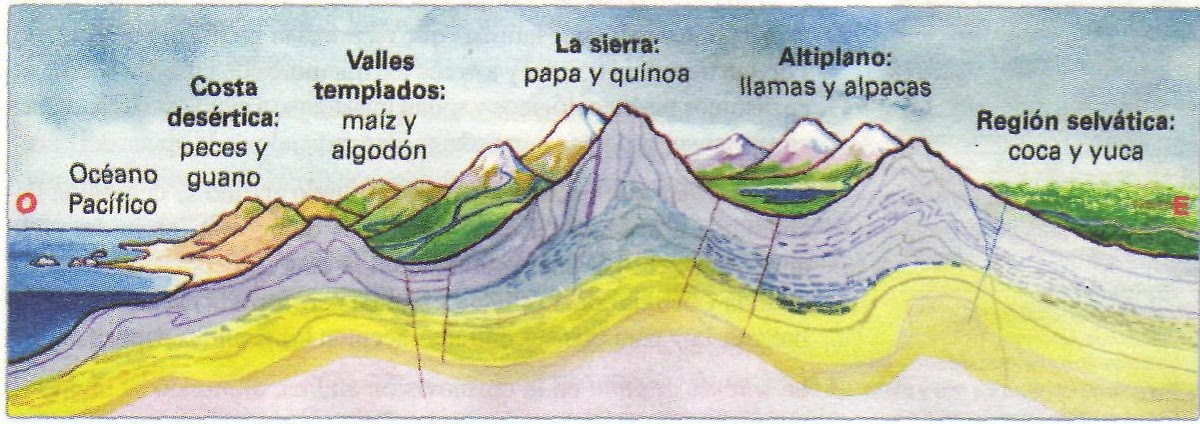 O
Océano
Pacífico
Costa
desértica:
peces y
guano
Valles
templados:
maíz y
algodón
La sierra:
papa y quínoa
Altiplano:
llamas y alpacas
Región selvática:
coca y yuca
E